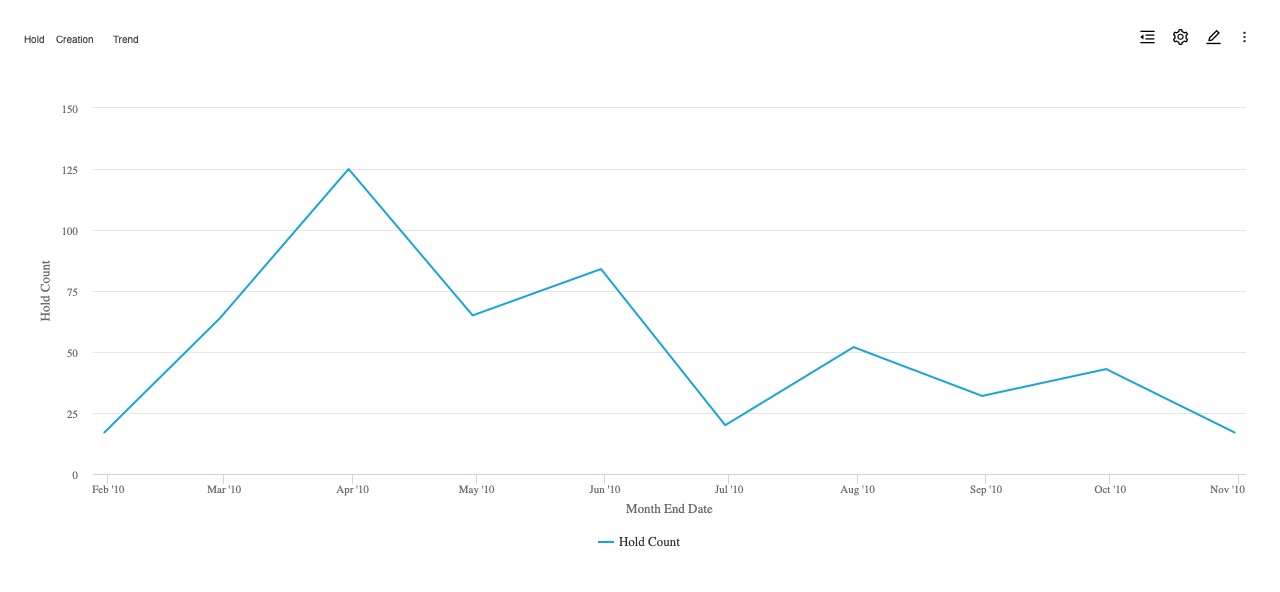 Hold Creation Trend
150
125
100
75
50
25
0
Hold Count
Feb '10 Mar '10 Apr '10 May '10 Jun '10 Jul '10 Aug '10 Sep '10 Oct '10 Nov '10
Month End Date
Hold Count